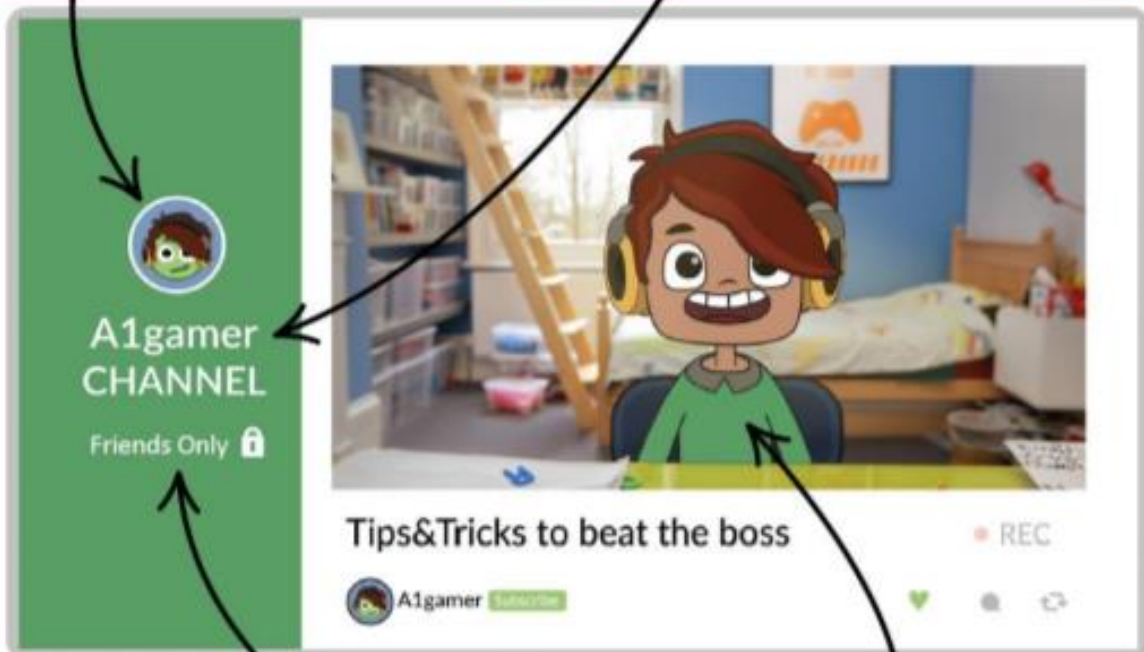 A1gamer
CHANNEL
Friends Only
Tips&Tricks to beat the boss
REC
A1gamer Subscribe